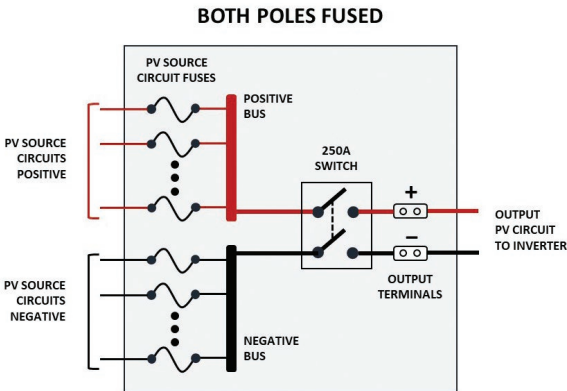 BOTH POLES FUSED
PV SOURCE
CIRCUIT FUSES
POSITIVE
BUS
PV SOURCE
CIRCUITS
POSITIVE
250A
SWITCH
+
OUTPUT
PV CIRCUIT
TO INVERTER
−
OUTPUT
TERMINALS
PV SOURCE
CIRCUITS
NEGATIVE
NEGATIVE
BUS